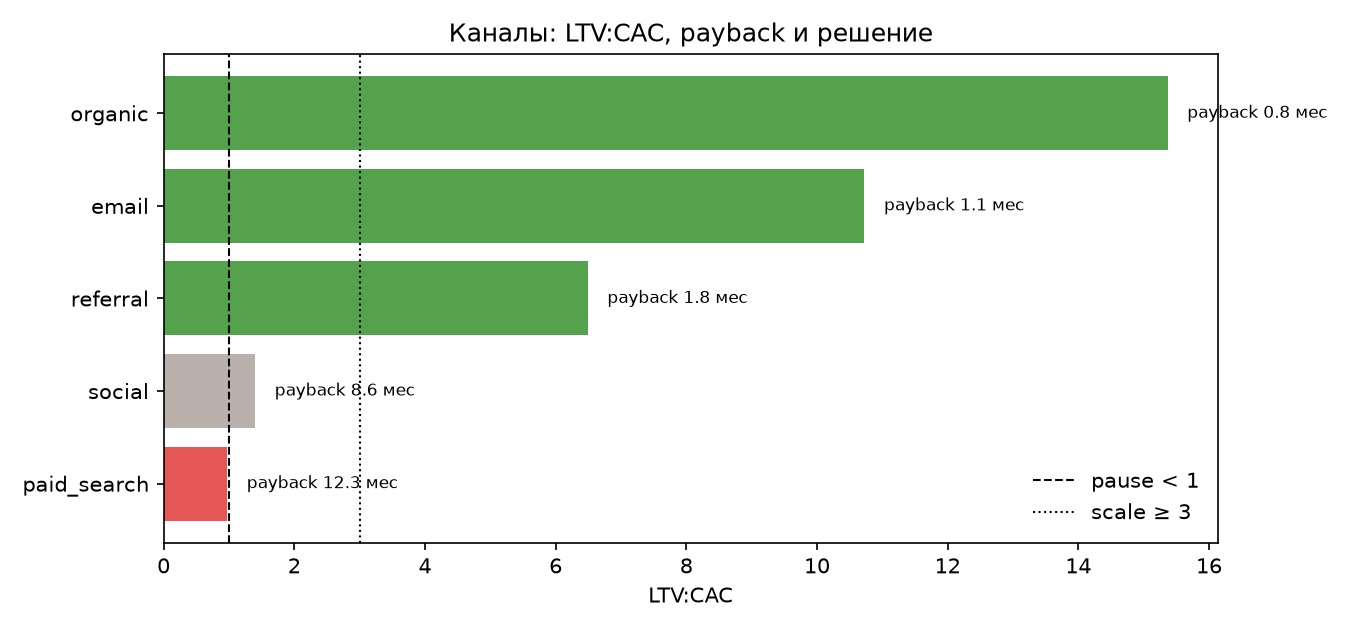 Каналы: LTV:CAC, payback и решение
organic
payback 0.8 мес
email
payback 1.1 мес
referral
payback 1.8 мес
social
payback 8.6 мес
paid_search
payback 12.3 мес
pause < 1
scale ≥ 3
0 2 4 6 8 10 12 14 16
LTV:CAC